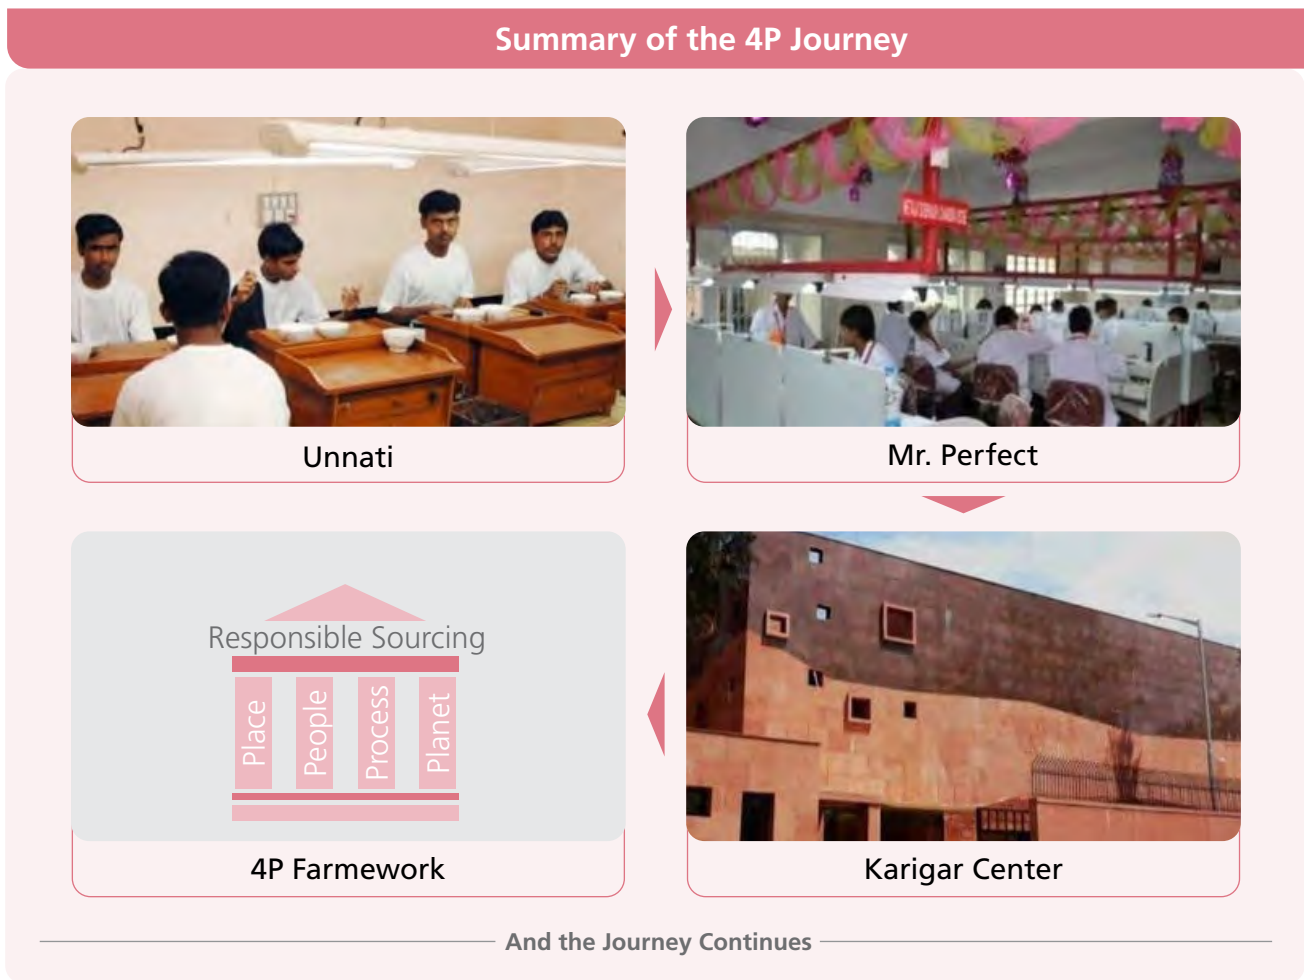 Summary of the 4P Journey
Unnati
Mr. Perfect
Responsible Sourcing
Place
People
Process
Planet
4P Farmework
Karigar Center
And the Journey Continues